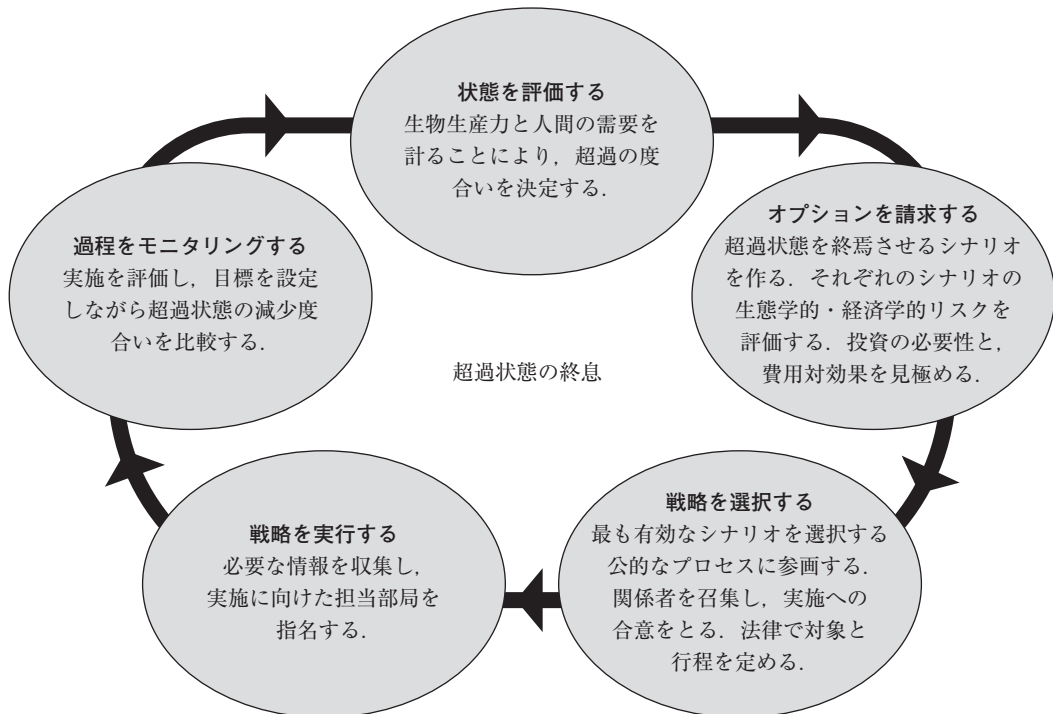 状態を評価する
生物生産力と人間の需要を
計ることにより，超過の度
合いを決定する．
オプションを請求する
超過状態を終焉させるシナリオ
を作る．それぞれのシナリオの
生態学的・経済学的リスクを
評価する．投資の必要性と，
費用対効果を見極める．
戦略を選択する
最も有効なシナリオを選択する
公的なプロセスに参画する．
関係者を召集し，実施への
合意をとる．法律で対象と
行程を定める．
戦略を実行する
必要な情報を収集し，
実施に向けた担当部局を
指名する．
過程をモニタリングする
実施を評価し，目標を設定
しながら超過状態の減少度
合いを比較する．
超過状態の終息